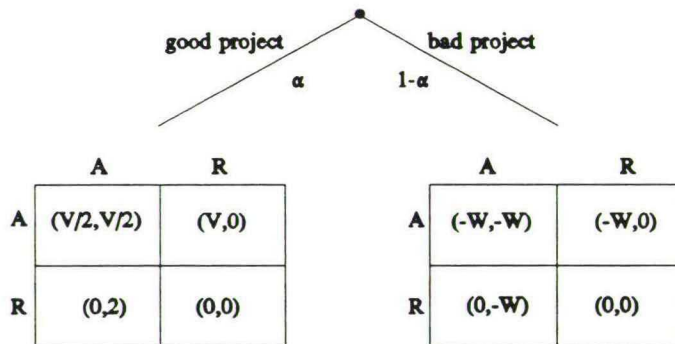 good project bad project
α 1-α
A R A R
A (V/2,V/2) (V,0) A (-W,-W) (-W,0)
R (0,2) (0,0) R (0,-W) (0,0)